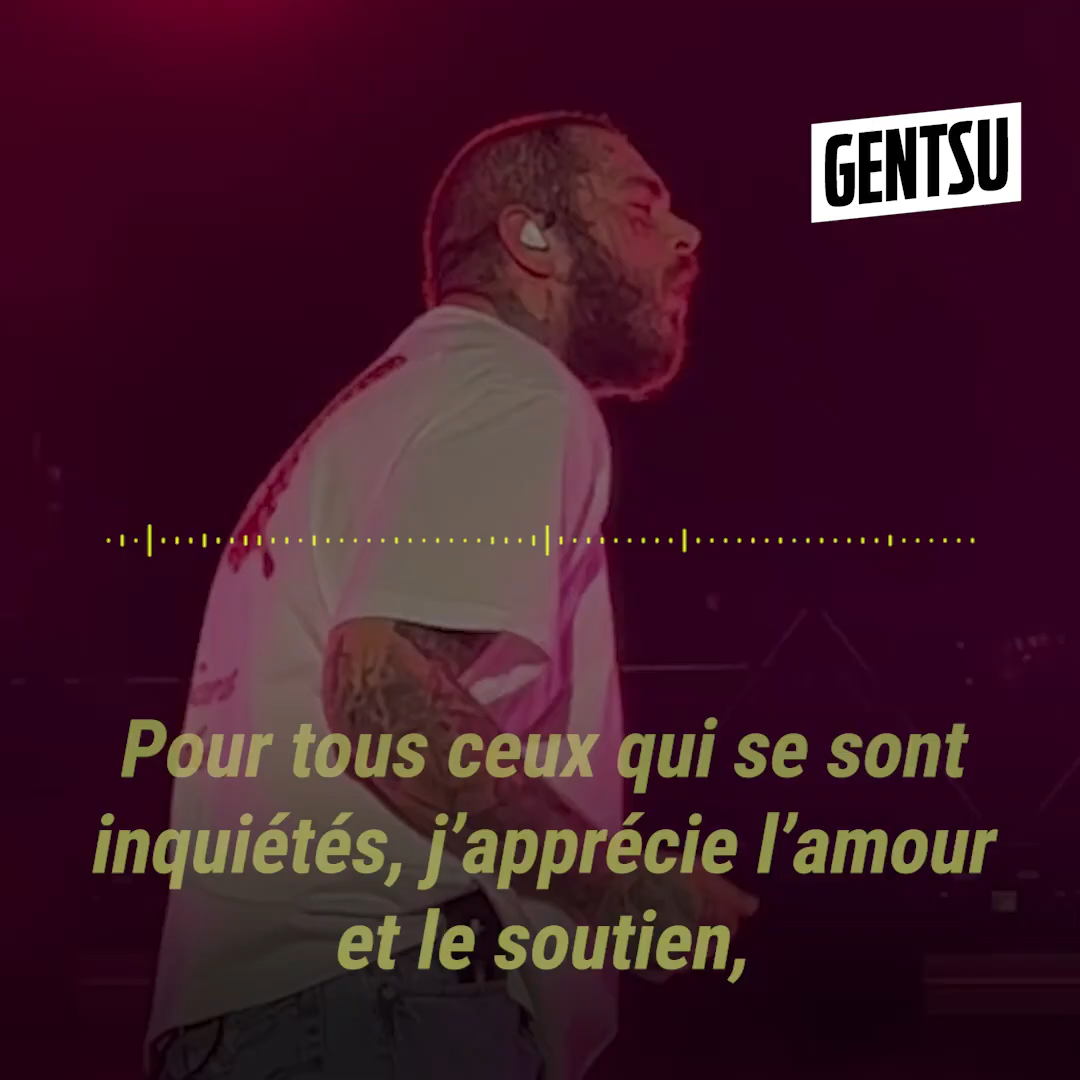 GENTSU
Pour tous ceux qui se sont
inquiétés, j’apprécie l’amour
et le soutien,